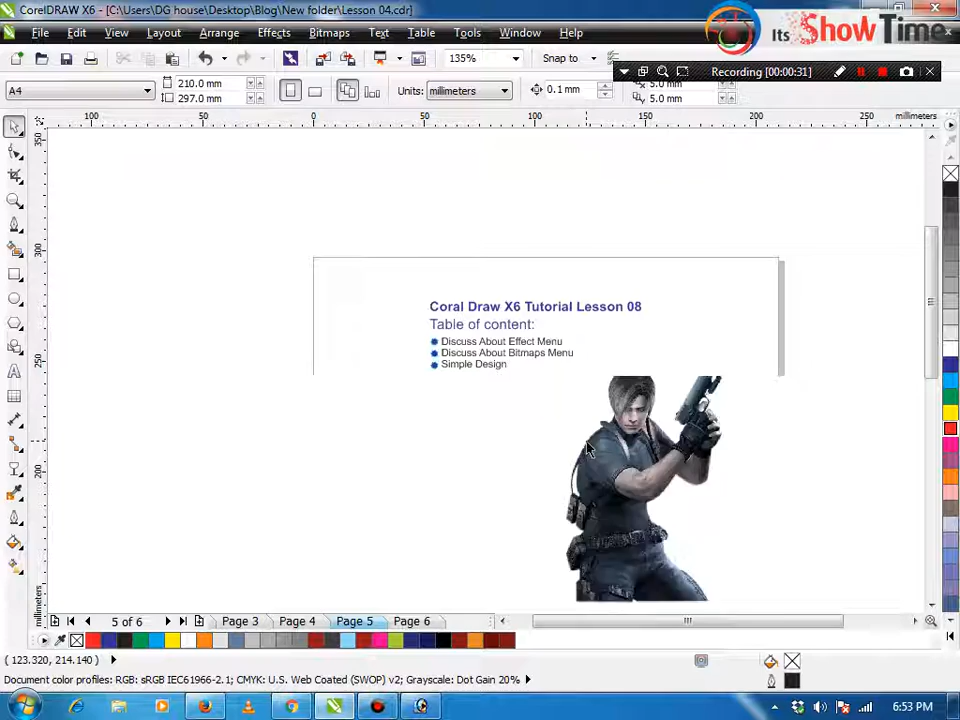 CorelDRAW X6 - [C:\Users\DG house\Desktop\Blog\New folder\Lesson 04.cdr]
Its ShowTime
File Edit View Layout Arrange Effects Bitmaps Text Table Tools Window Help
135% Snap to
Recording [00:00:31]
A4 210.0 mm 297.0 mm Units: millimeters 0.1 mm 5.0 mm 5.0 mm
100 50 0 50 100 150 200 250 millimeters
350
300
250
200
millimeters
Coral Draw X6 Tutorial Lesson 08
Table of content:
Discuss About Effect Menu
Discuss About Bitmaps Menu
Simple Design
5 of 6 Page 3 Page 4 Page 5 Page 6
(123.320, 214.140)
Document color profiles: RGB: sRGB IEC61966-2.1; CMYK: U.S. Web Coated (SWOP) v2; Grayscale: Dot Gain 20%
6:53 PM